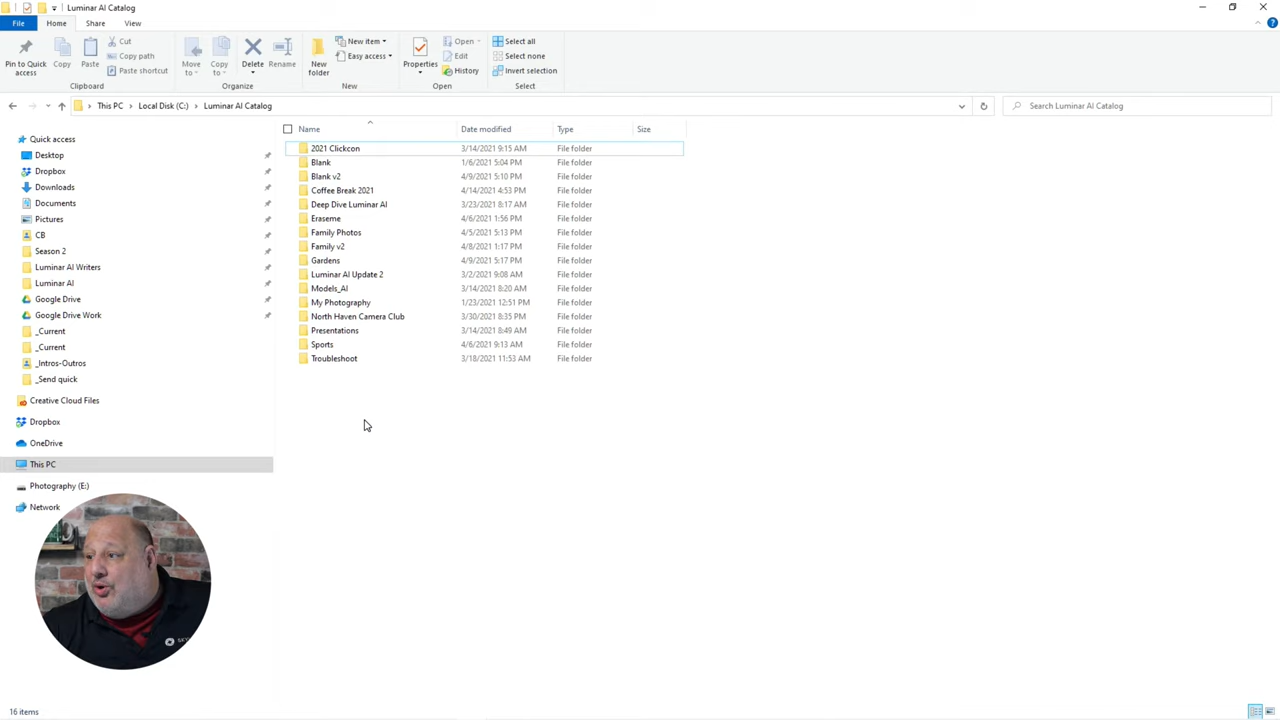 Luminar AI Catalog
File Home Share View
Pin to Quick access
Copy
Paste
Cut
Copy path
Paste shortcut
Clipboard
Move to
Copy to
Delete
Rename
Organize
New folder
New item
Easy access
New
Properties
Open
Edit
History
Open
Select all
Select none
Invert selection
Select
This PC > Local Disk (C:) > Luminar AI Catalog
Search Luminar AI Catalog
Quick access
Desktop
Dropbox
Downloads
Documents
Pictures
CB
Season 2
Luminar AI Writers
Luminar AI
Google Drive
Google Drive Work
_Current
_Current
_Intros-Outros
_Send quick
Creative Cloud Files
Dropbox
OneDrive
This PC
Photography (E:)
Network
Name Date modified Type Size
2021 Clickcon 3/14/2021 9:15 AM File folder
Blank 1/6/2021 5:04 PM File folder
Blank v2 4/9/2021 5:10 PM File folder
Coffee Break 2021 4/14/2021 4:53 PM File folder
Deep Dive Luminar AI 3/23/2021 8:17 AM File folder
Eraseme 4/6/2021 1:56 PM File folder
Family Photos 4/5/2021 5:13 PM File folder
Family v2 4/8/2021 1:17 PM File folder
Gardens 4/9/2021 5:17 PM File folder
Luminar AI Update 2 3/2/2021 9:08 AM File folder
Models_AI 3/14/2021 8:20 AM File folder
My Photography 1/23/2021 12:51 PM File folder
North Haven Camera Club 3/30/2021 8:35 PM File folder
Presentations 3/14/2021 8:49 AM File folder
Sports 4/6/2021 9:13 AM File folder
Troubleshoot 3/18/2021 11:53 AM File folder
16 items